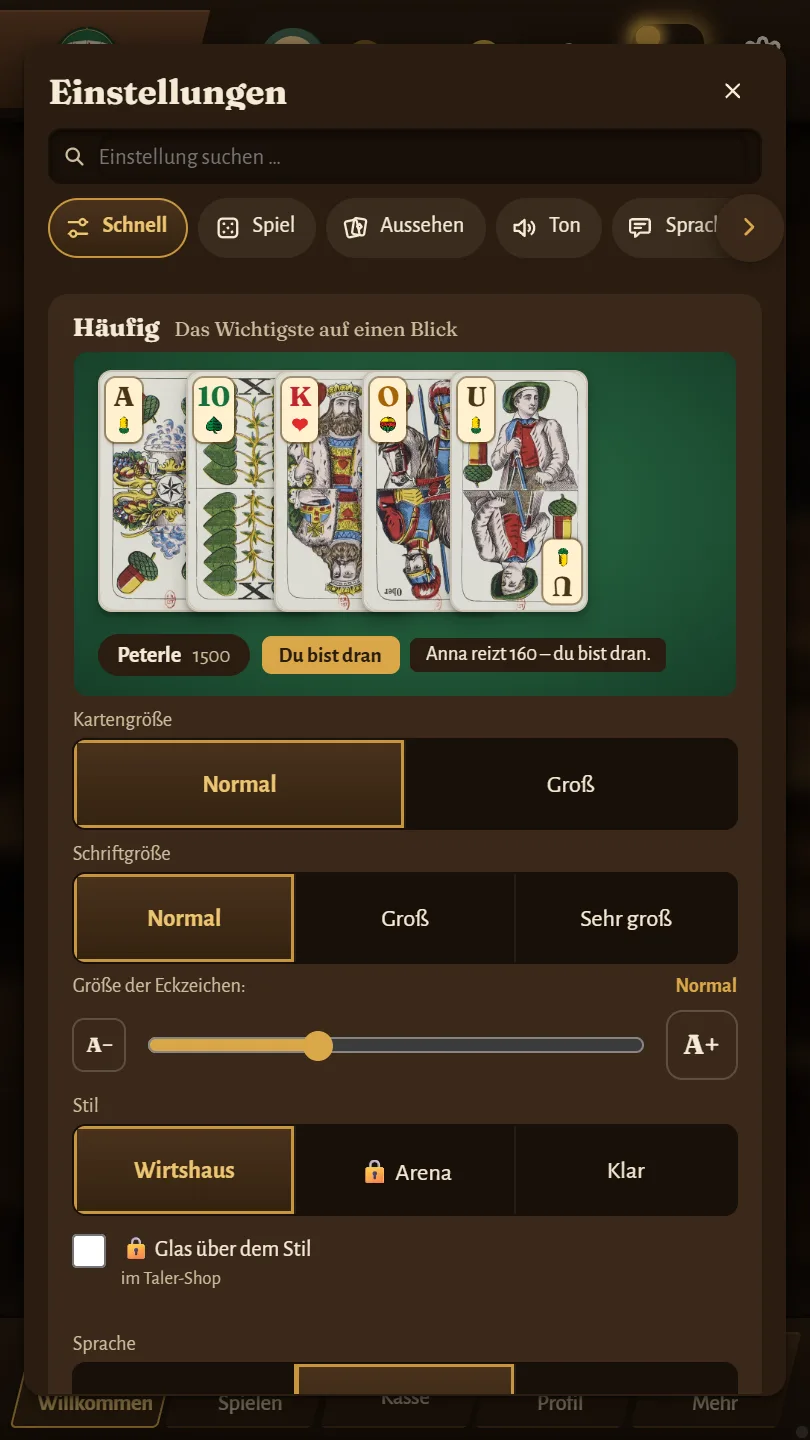 Einstellungen
Einstellung suchen ...
Schnell
Spiel
Aussehen
Ton
Sprach
Häufig Das Wichtigste auf einen Blick
A
10
K
O
U
X
X
Ober
U
Peterle 1500
Du bist dran
Anna reizt 160 – du bist dran.
Kartengröße
Normal
Groß
Schriftgröße
Normal
Groß
Sehr groß
Größe der Eckzeichen:
Normal
A−
A+
Stil
Wirtshaus
Arena
Klar
Glas über dem Stil
im Taler-Shop
Sprache
Willkommen
Spielen
Kasse
Profil
Mehr